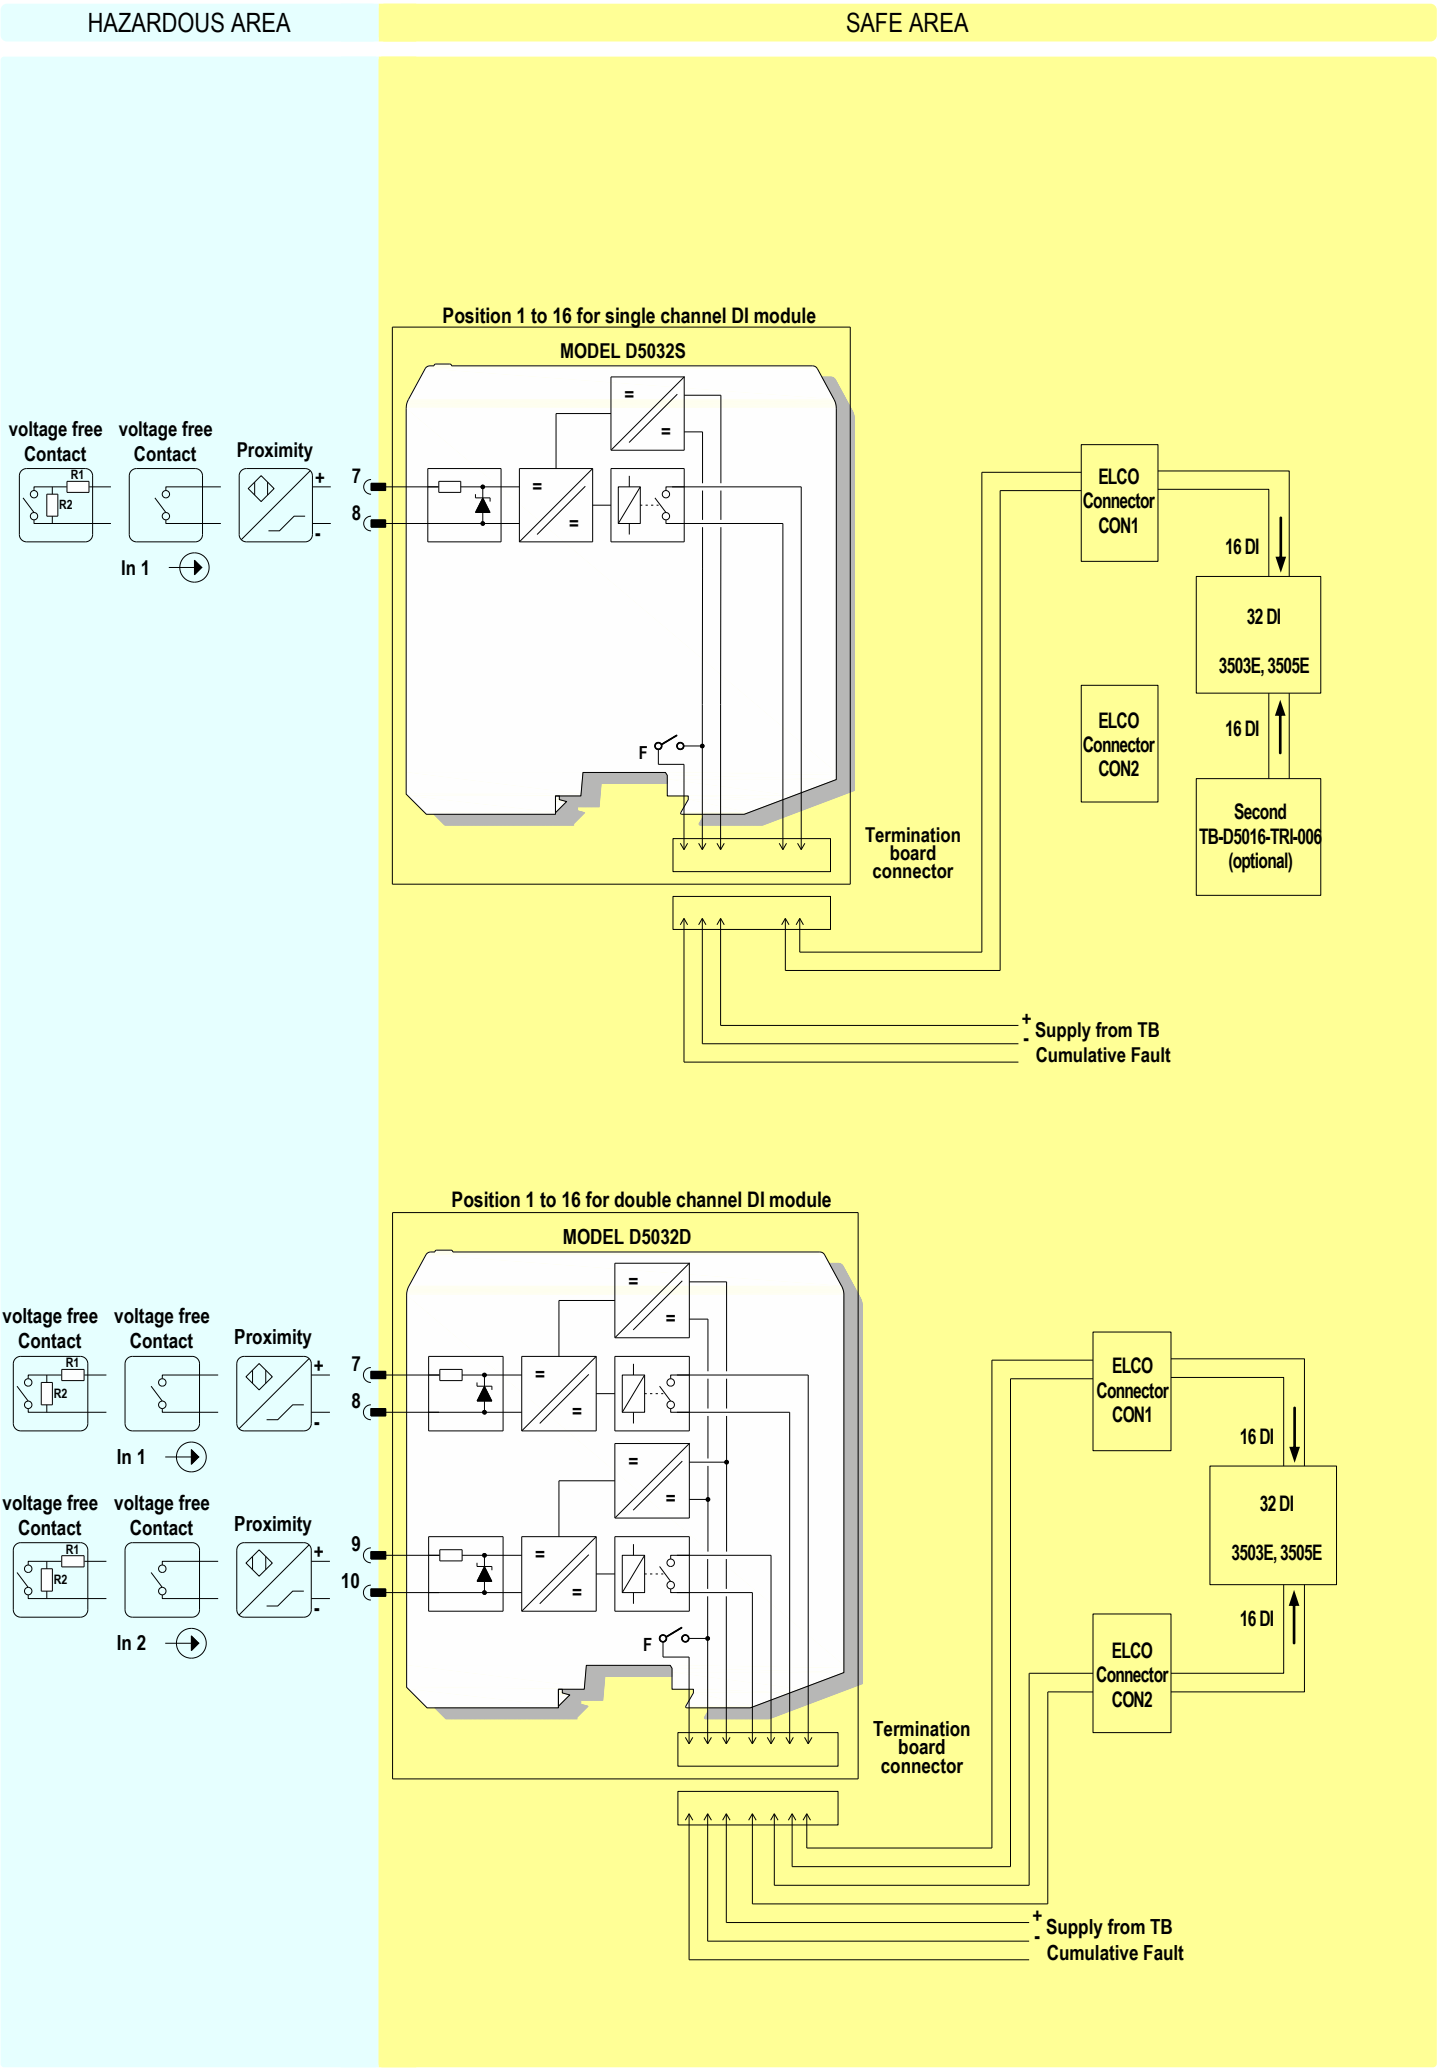 HAZARDOUS AREA
SAFE AREA
Position 1 to 16 for single channel DI module
MODEL D5032S
=
=
voltage free
Contact
R1
R2
voltage free
Contact
Proximity
+
-
7
8
In 1
=
=
F
Termination
board
connector
ELCO
Connector
CON1
16 DI
32 DI
3503E, 3505E
16 DI
ELCO
Connector
CON2
Second
TB-D5016-TRI-006
(optional)
+
-
Supply from TB
Cumulative Fault
Position 1 to 16 for double channel DI module
MODEL D5032D
=
=
voltage free
Contact
R1
R2
voltage free
Contact
Proximity
+
-
7
8
In 1
=
=
=
=
voltage free
Contact
R1
R2
voltage free
Contact
Proximity
+
-
9
10
In 2
=
=
F
Termination
board
connector
ELCO
Connector
CON1
16 DI
32 DI
3503E, 3505E
16 DI
ELCO
Connector
CON2
+
-
Supply from TB
Cumulative Fault